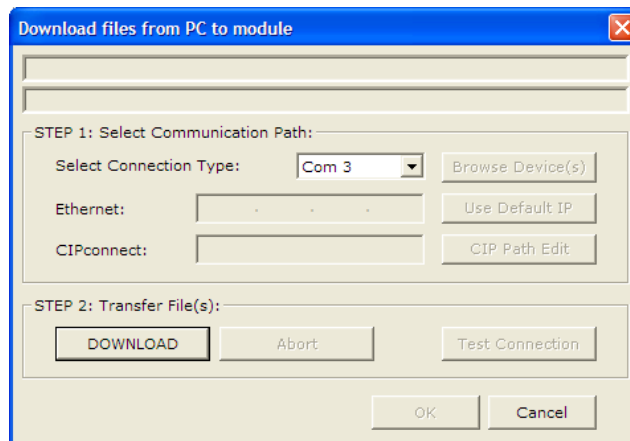 Download files from PC to module
STEP 1: Select Communication Path:
Select Connection Type: Com 3 Browse Device(s)
Ethernet: . . . Use Default IP
CIPconnect: CIP Path Edit
STEP 2: Transfer File(s):
DOWNLOAD Abort Test Connection
OK Cancel